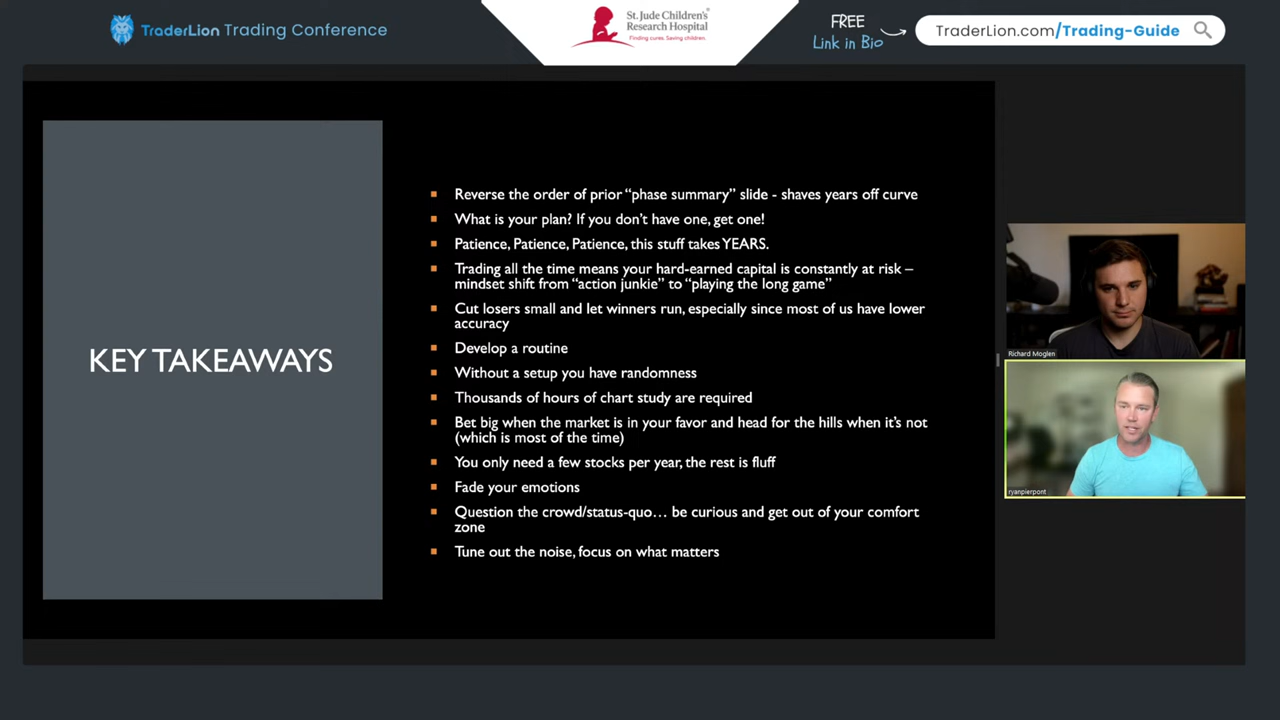 TraderLion Trading Conference
St. Jude Children's
Research Hospital
Finding cures. Saving children.
FREE
Link in Bio
TraderLion.com/Trading-Guide
KEY TAKEAWAYS
Reverse the order of prior “phase summary” slide - shaves years off curve
What is your plan? If you don’t have one, get one!
Patience, Patience, Patience, this stuff takes YEARS.
Trading all the time means your hard-earned capital is constantly at risk –
mindset shift from “action junkie” to “playing the long game”
Cut losers small and let winners run, especially since most of us have lower
accuracy
Develop a routine
Without a setup you have randomness
Thousands of hours of chart study are required
Bet big when the market is in your favor and head for the hills when it’s not
(which is most of the time)
You only need a few stocks per year, the rest is fluff
Fade your emotions
Question the crowd/status-quo… be curious and get out of your comfort
zone
Tune out the noise, focus on what matters
Richard Moglen
ryanpierpont